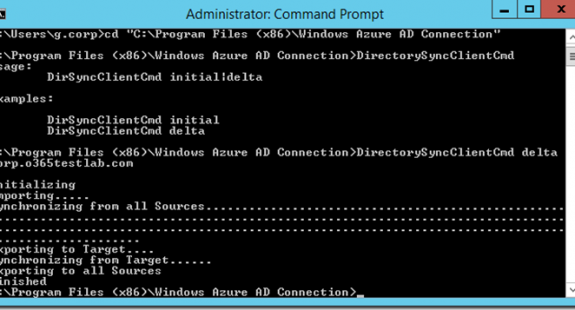 Administrator: Command Prompt
:\Users\g.corp>cd "C:\Program Files (x86)\Windows Azure AD Connection"
:\Program Files (x86)\Windows Azure AD Connection>DirectorySyncClientCmd
sage:
DirSyncClientCmd initial|delta
xamples:
DirSyncClientCmd initial
DirSyncClientCmd delta
:\Program Files (x86)\Windows Azure AD Connection>DirectorySyncClientCmd delta
orp.o365testlab.com
nitializing
mporting.....
ynchronizing from all Sources..............................................
...............................................................................
...............................................................................
...................
xporting to Target....
ynchronizing from Target......
xporting to all Sources
inished
:\Program Files (x86)\Windows Azure AD Connection>_